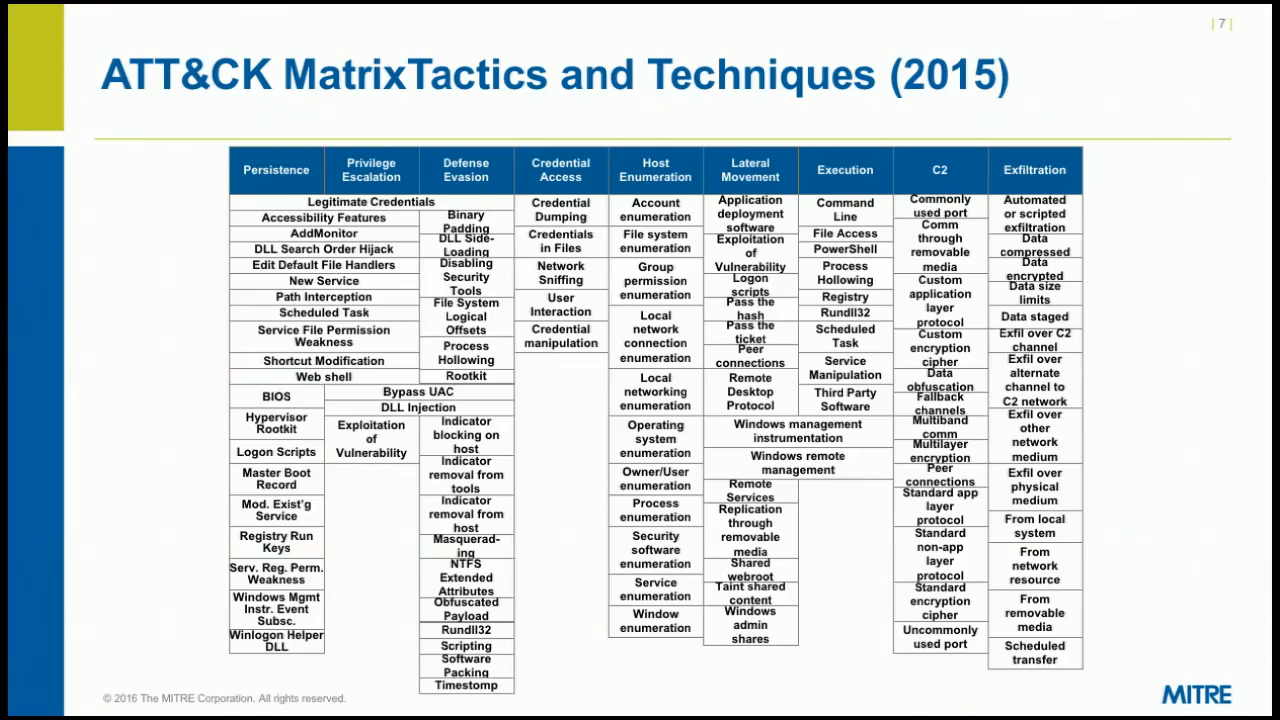 | 7 |
ATT&CK MatrixTactics and Techniques (2015)
Persistence
Privilege
Escalation
Defense
Evasion
Credential
Access
Host
Enumeration
Lateral
Movement
Execution
C2
Exfiltration
Legitimate Credentials
Accessibility Features
AddMonitor
DLL Search Order Hijack
Edit Default File Handlers
New Service
Path Interception
Scheduled Task
Service File Permission
Weakness
Shortcut Modification
Web shell
BIOS
Hypervisor
Rootkit
Logon Scripts
Master Boot
Record
Mod. Exist'g
Service
Registry Run
Keys
Serv. Reg. Perm.
Weakness
Windows Mgmt
Instr. Event
Subsc.
Winlogon Helper
DLL
Bypass UAC
DLL Injection
Exploitation
of
Vulnerability
Binary
Padding
DLL Side-
Loading
Disabling
Security
Tools
File System
Logical
Offsets
Process
Hollowing
Rootkit
Indicator
blocking on
host
Indicator
removal from
tools
Indicator
removal from
host
Masquerad-
ing
NTFS
Extended
Attributes
Obfuscated
Payload
Rundll32
Scripting
Software
Packing
Timestomp
Credential
Dumping
Credentials
in Files
Network
Sniffing
User
Interaction
Credential
manipulation
Account
enumeration
File system
enumeration
Group
permission
enumeration
Local
network
connection
enumeration
Local
networking
enumeration
Operating
system
enumeration
Owner/User
enumeration
Process
enumeration
Security
software
enumeration
Service
enumeration
Window
enumeration
Application
deployment
software
Exploitation
of
Vulnerability
Logon
scripts
Pass the
hash
Pass the
ticket
Peer
connections
Remote
Desktop
Protocol
Windows management
instrumentation
Windows remote
management
Remote
Services
Replication
through
removable
media
Shared
webroot
Taint shared
content
Windows
admin
shares
Command
Line
File Access
PowerShell
Process
Hollowing
Registry
Rundll32
Scheduled
Task
Service
Manipulation
Third Party
Software
Commonly
used port
Comm
through
removable
media
Custom
application
layer
protocol
Custom
encryption
cipher
Data
obfuscation
Fallback
channels
Multiband
comm
Multilayer
encryption
Peer
connections
Standard app
layer
protocol
Standard
non-app
layer
protocol
Standard
encryption
cipher
Uncommonly
used port
Automated
or scripted
exfiltration
Data
compressed
Data
encrypted
Data size
limits
Data staged
Exfil over C2
channel
Exfil over
alternate
channel to
C2 network
Exfil over
other
network
medium
Exfil over
physical
medium
From local
system
From
network
resource
From
removable
media
Scheduled
transfer
© 2016 The MITRE Corporation. All rights reserved.
MITRE